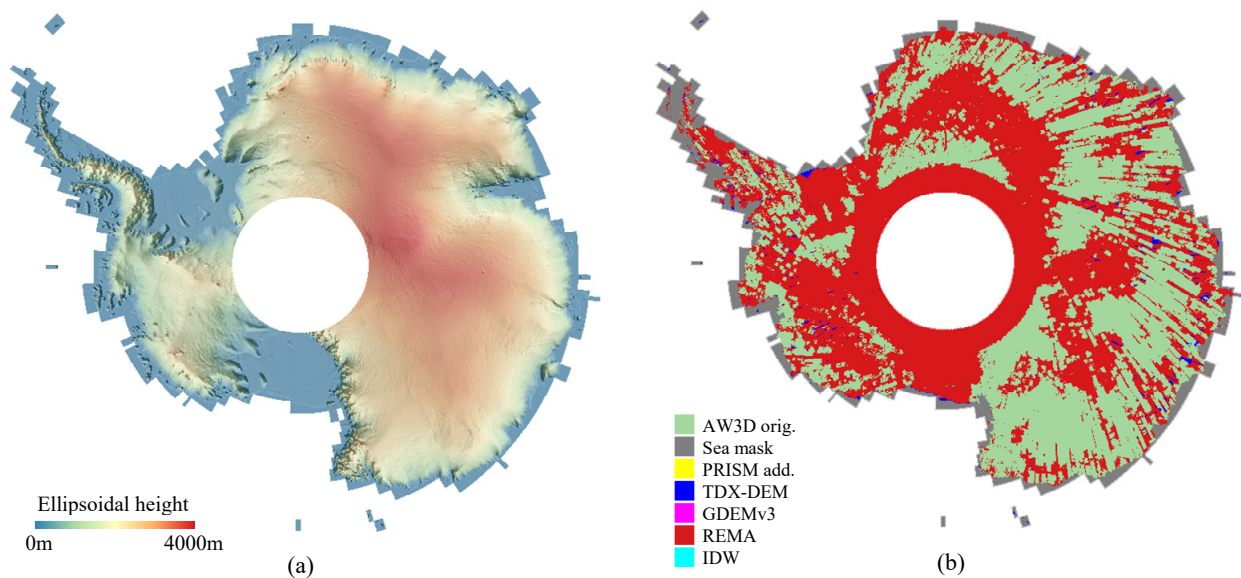 Ellipsoidal height
0m 4000m
(a)
AW3D orig.
Sea mask
PRISM add.
TDX-DEM
GDEMv3
REMA
IDW
(b)